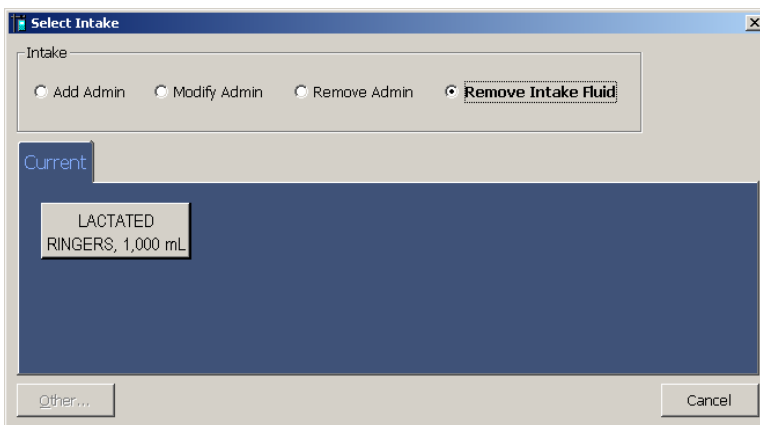 Select Intake
Intake
Add Admin Modify Admin Remove Admin Remove Intake Fluid
Current
LACTATED
RINGERS, 1,000 mL
Other... Cancel